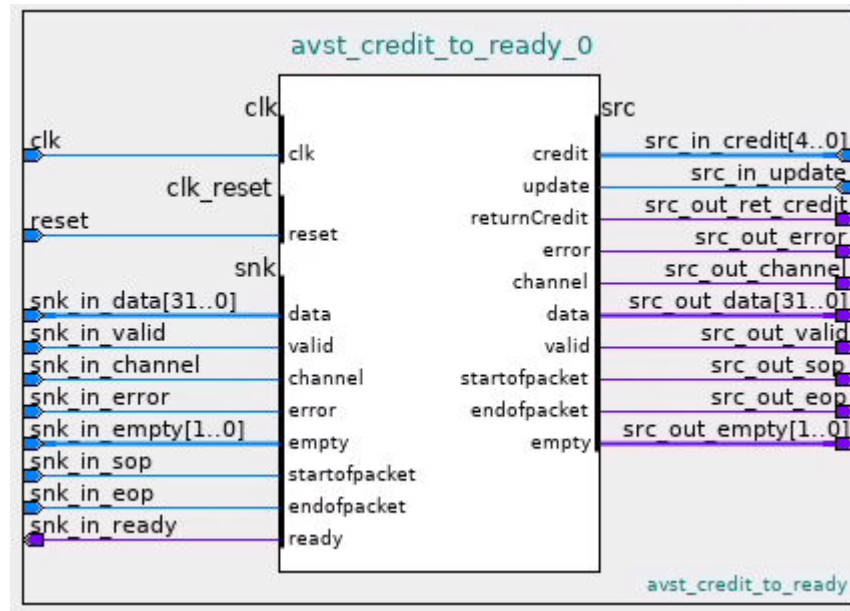 avst_credit_to_ready_0
clk
src
clk
clk
credit
src_in_credit[4..0]
update
src_in_update
clk_reset
returnCredit
src_out_ret_credit
reset
reset
error
src_out_error
snk
channel
src_out_channel
snk_in_data[31..0]
data
data
src_out_data[31..0]
snk_in_valid
valid
valid
src_out_valid
snk_in_channel
channel
startofpacket
src_out_sop
snk_in_error
error
endofpacket
src_out_eop
snk_in_empty[1..0]
empty
empty
src_out_empty[1..0]
snk_in_sop
startofpacket
snk_in_eop
endofpacket
snk_in_ready
ready
avst_credit_to_ready